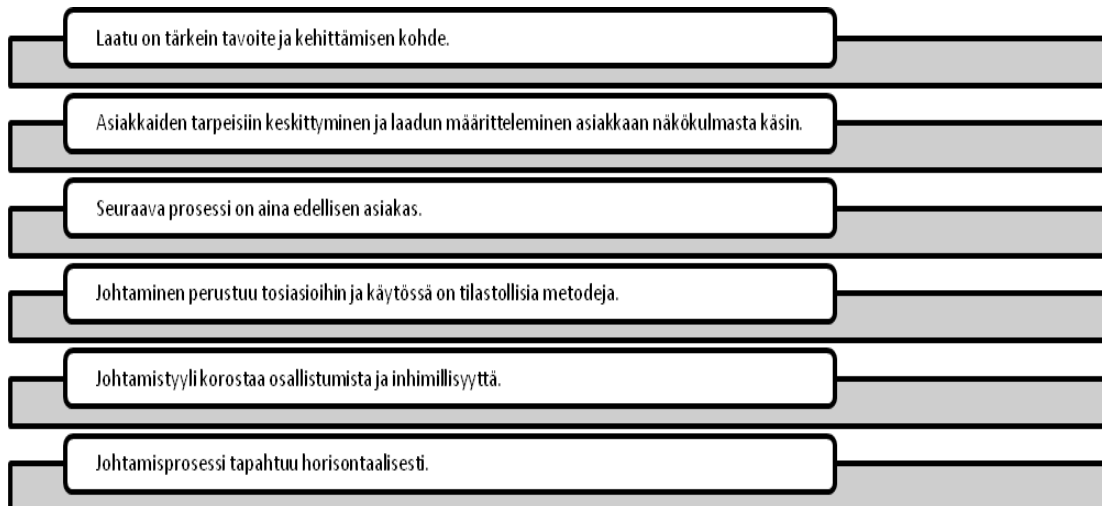 Laatu on tärkein tavoite ja kehittämisen kohde.
Asiakkaiden tarpeisiin keskittyminen ja laadun määritteleminen asiakkaan näkökulmasta käsin.
Seuraava prosessi on aina edellisen asiakas.
Johtaminen perustuu tosiasioihin ja käytössä on tilastollisia metodeja.
Johtamistyyli korostaa osallistumista ja inhimillisyyttä.
Johtamisprosessi tapahtuu horisontaalisesti.